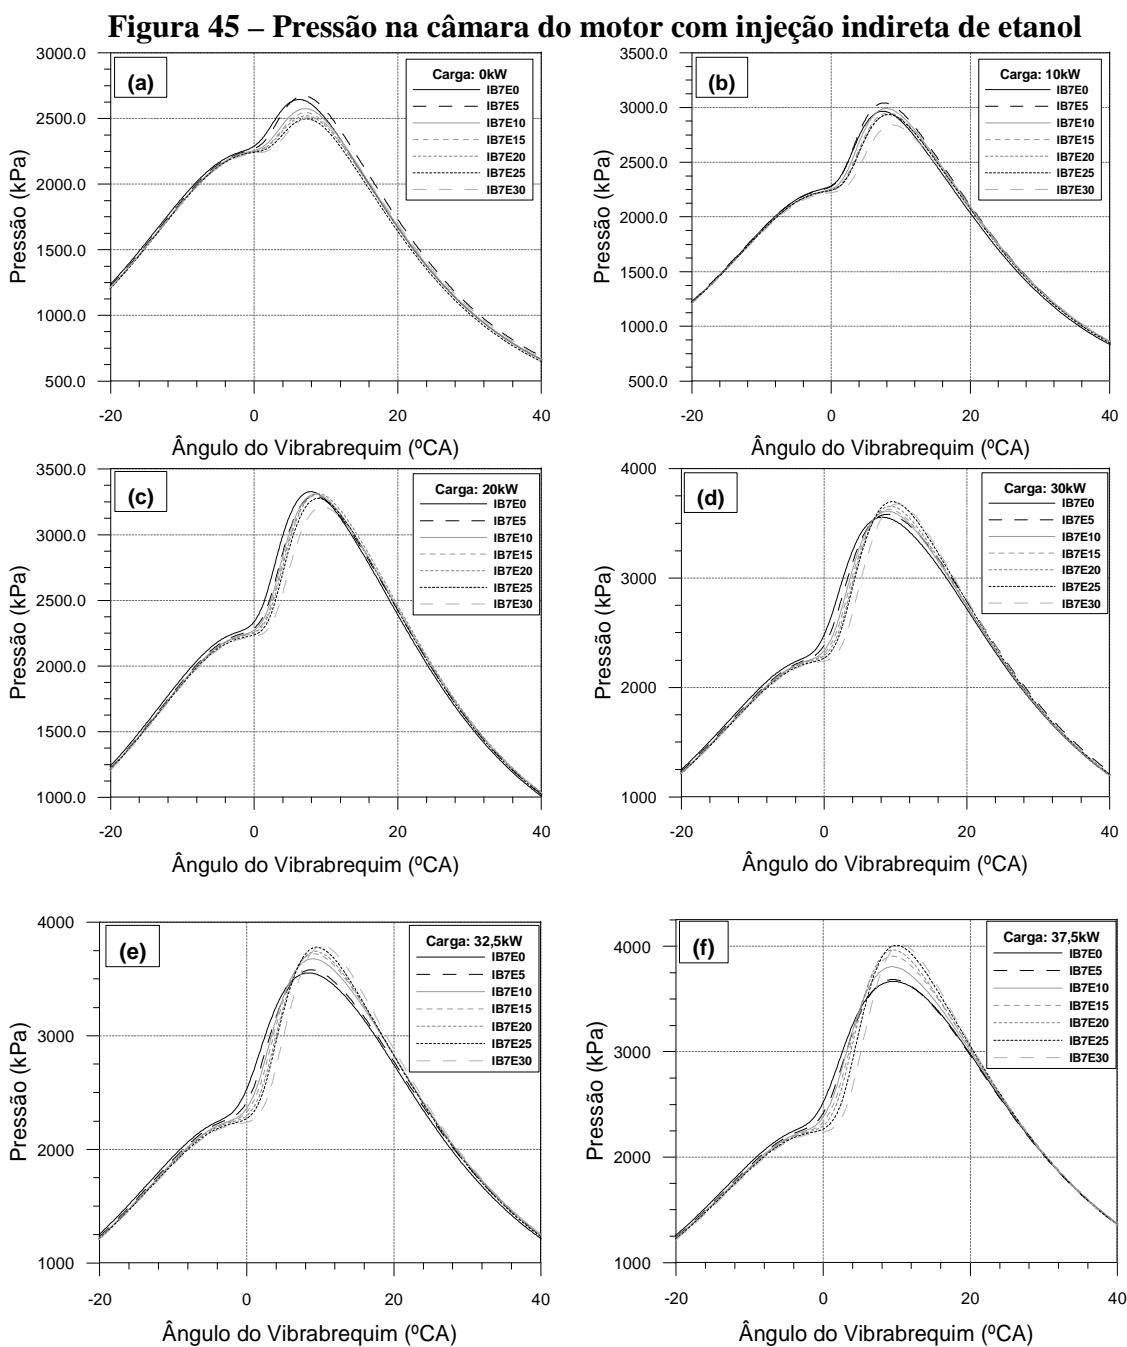 Figura 45 – Pressão na câmara do motor com injeção indireta de etanol
(a)
Carga: 0kW
IB7E0
IB7E5
IB7E10
IB7E15
IB7E20
IB7E25
IB7E30
3000.0
2500.0
2000.0
1500.0
1000.0
500.0
Pressão (kPa)
-20 0 20 40
Ângulo do Vibrabrequim (ºCA)
(b)
Carga: 10kW
IB7E0
IB7E5
IB7E10
IB7E15
IB7E20
IB7E25
IB7E30
3500.0
3000.0
2500.0
2000.0
1500.0
1000.0
500.0
Pressão (kPa)
-20 0 20 40
Ângulo do Vibrabrequim (ºCA)
(c)
Carga: 20kW
IB7E0
IB7E5
IB7E10
IB7E15
IB7E20
IB7E25
IB7E30
3500.0
3000.0
2500.0
2000.0
1500.0
1000.0
Pressão (kPa)
-20 0 20 40
Ângulo do Vibrabrequim (ºCA)
(d)
Carga: 30kW
IB7E0
IB7E5
IB7E10
IB7E15
IB7E20
IB7E25
IB7E30
4000
3000
2000
1000
Pressão (kPa)
-20 0 20 40
Ângulo do Vibrabrequim (ºCA)
(e)
Carga: 32,5kW
IB7E0
IB7E5
IB7E10
IB7E15
IB7E20
IB7E25
IB7E30
4000
3000
2000
1000
Pressão (kPa)
-20 0 20 40
Ângulo do Vibrabrequim (ºCA)
(f)
Carga: 37,5kW
IB7E0
IB7E5
IB7E10
IB7E15
IB7E20
IB7E25
IB7E30
4000
3000
2000
1000
Pressão (kPa)
-20 0 20 40
Ângulo do Vibrabrequim (ºCA)